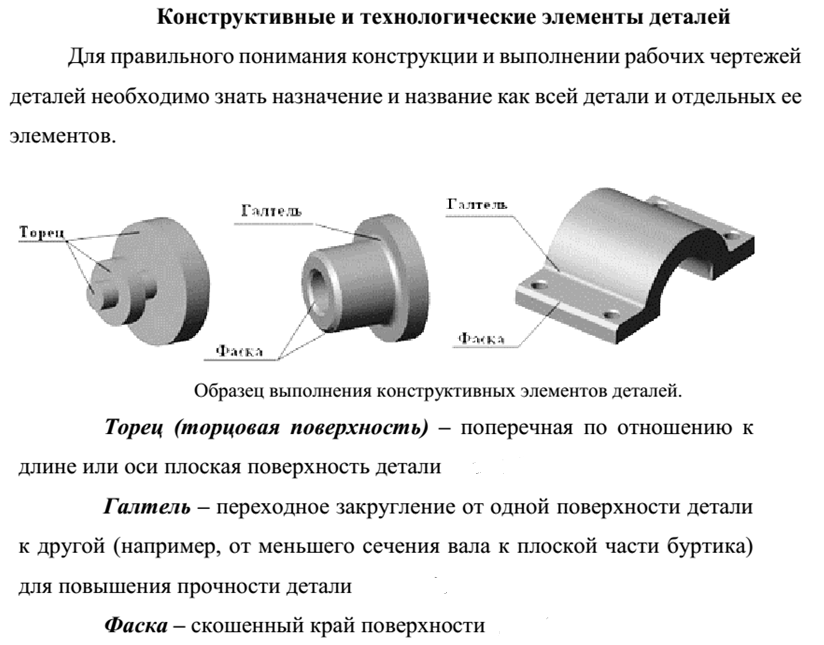 Конструктивные и технологические элементы деталей
Для правильного понимания конструкции и выполнении рабочих чертежей
деталей необходимо знать назначение и название как всей детали и отдельных ее
элементов.
Торец
Галтель
Фаска
Галтель
Фаска
Образец выполнения конструктивных элементов деталей.
Торец (торцовая поверхность) – поперечная по отношению к
длине или оси плоская поверхность детали
Галтель – переходное закругление от одной поверхности детали
к другой (например, от меньшего сечения вала к плоской части буртика)
для повышения прочности детали
Фаска – скошенный край поверхности